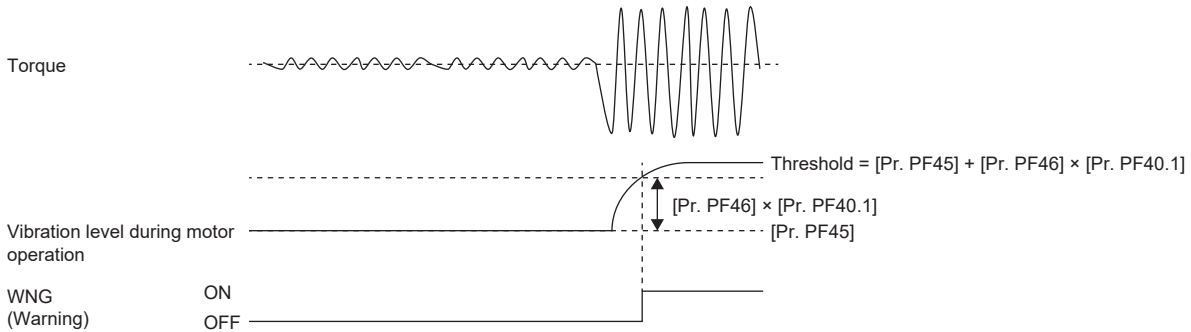 Torque
Threshold = [Pr. PF45] + [Pr. PF46] × [Pr. PF40.1]
[Pr. PF46] × [Pr. PF40.1]
Vibration level during motor
operation
[Pr. PF45]
WNG
(Warning)
ON
OFF